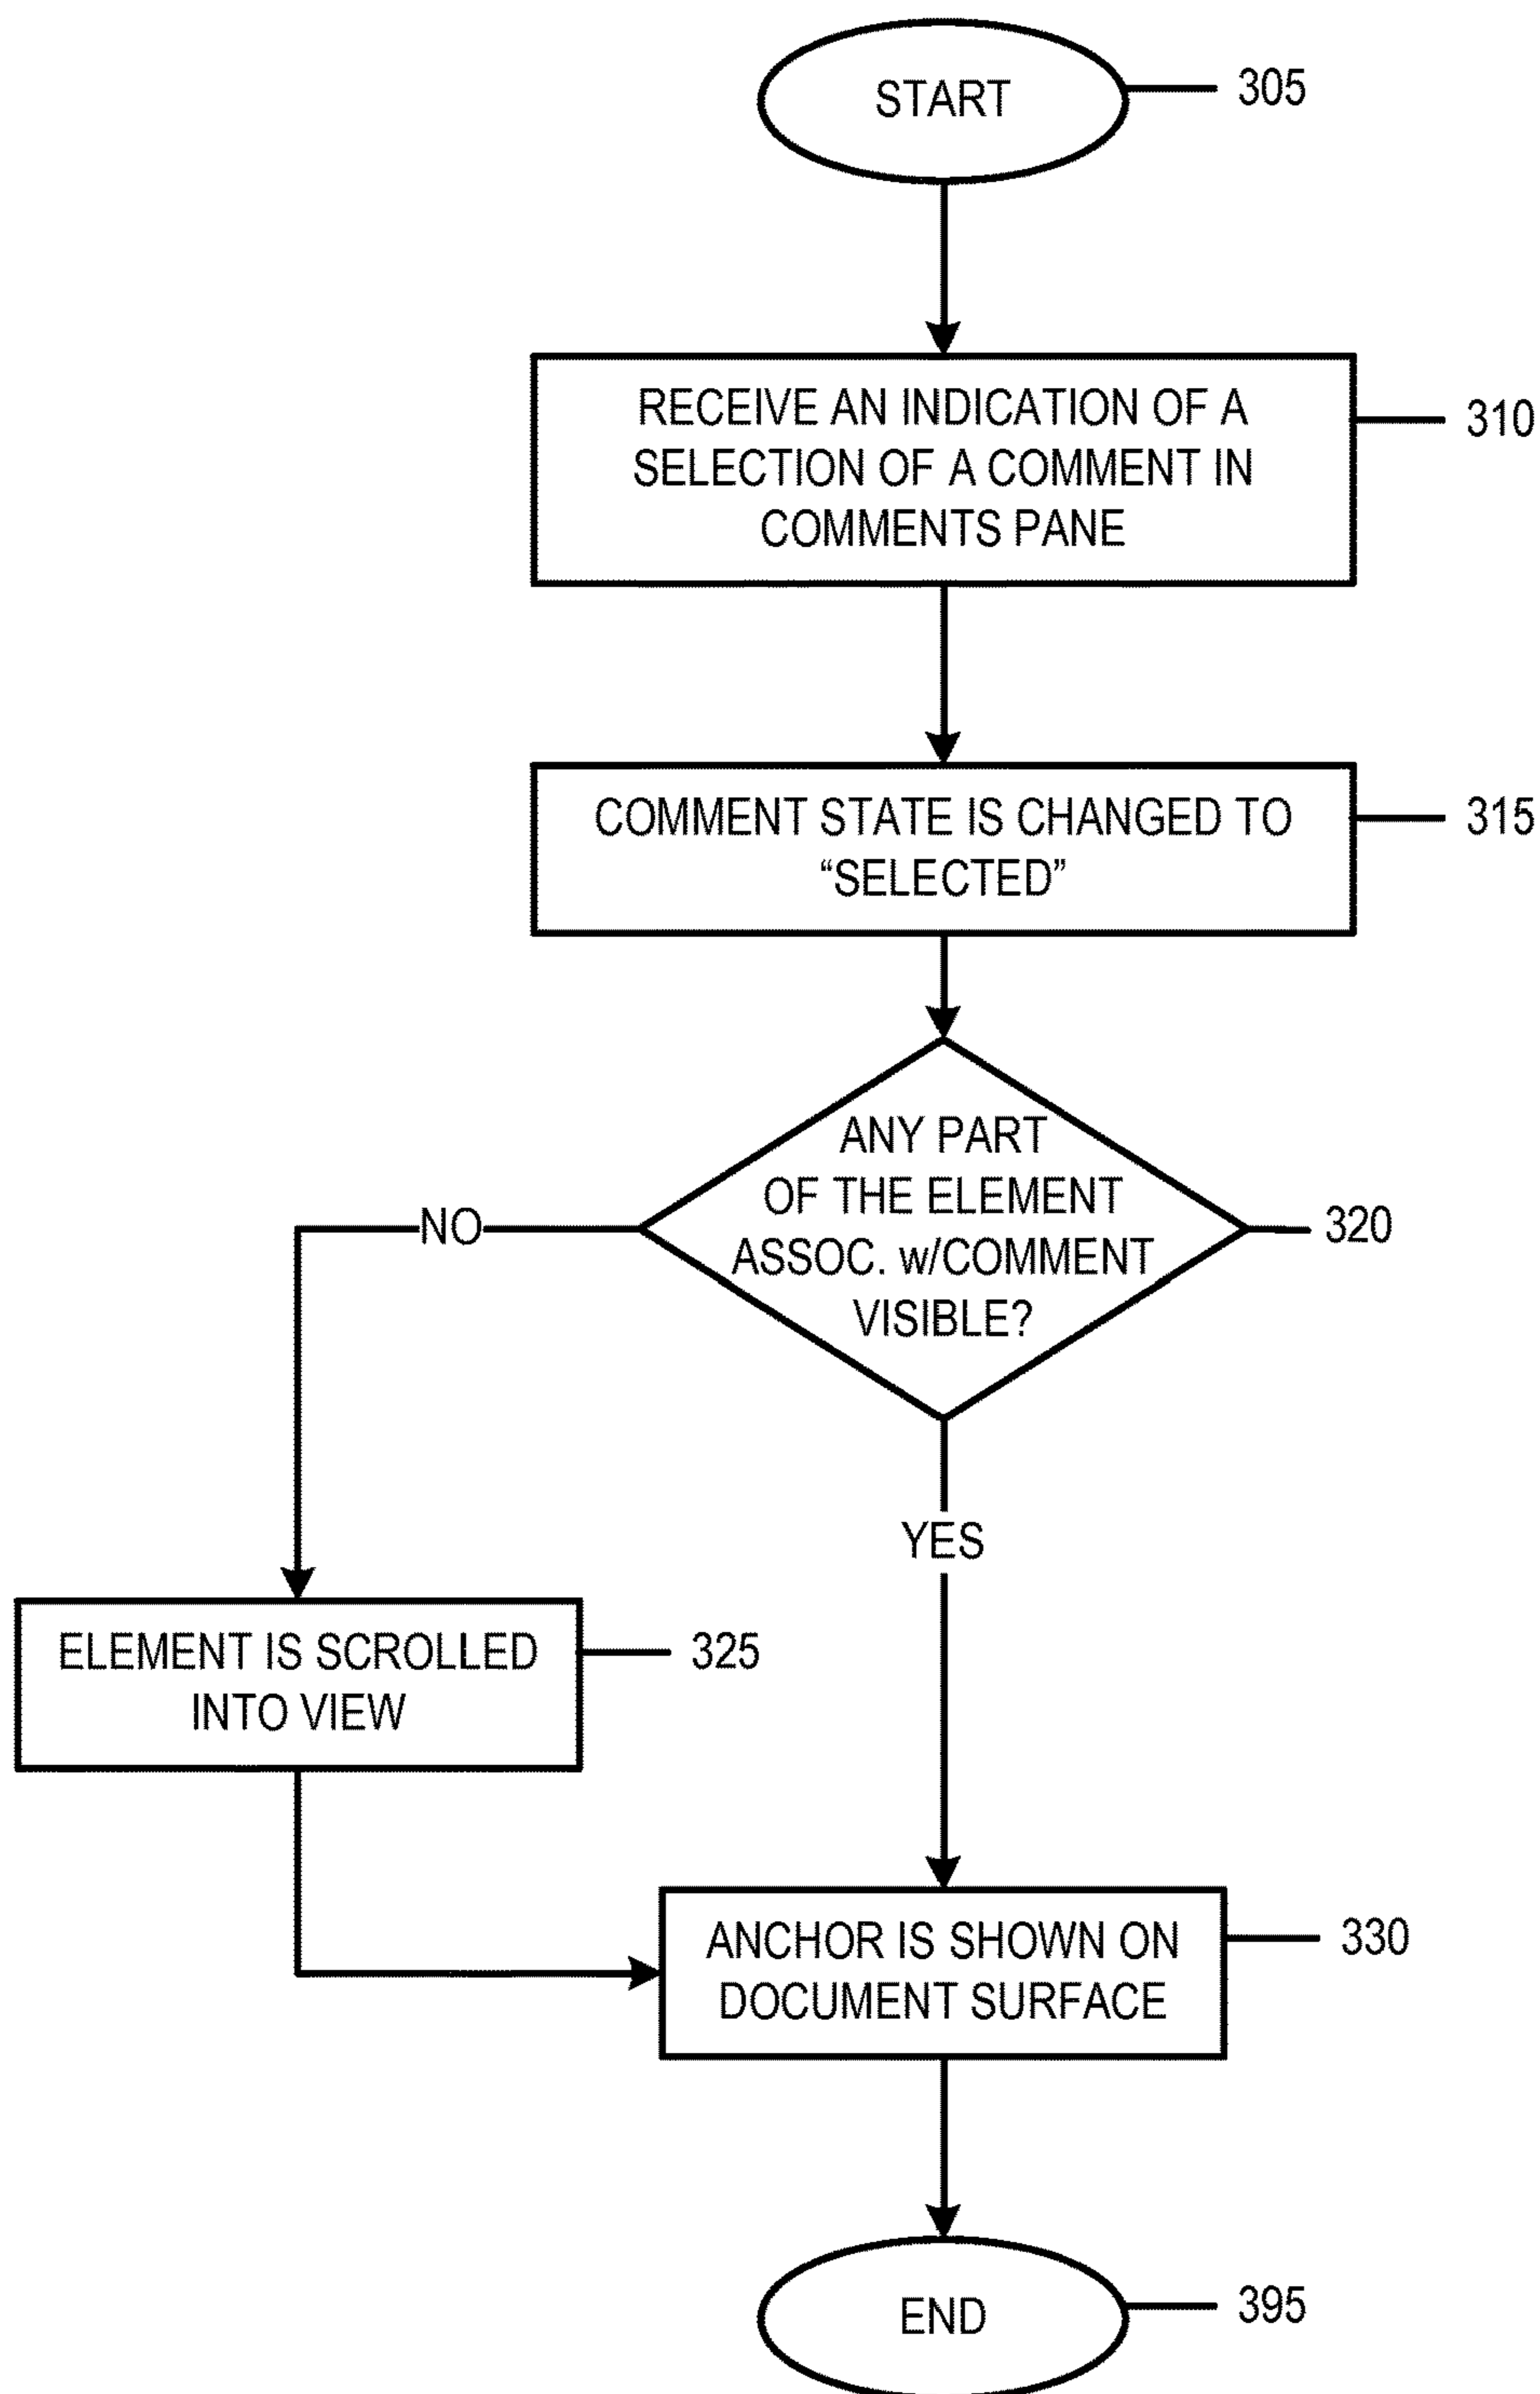 START
305
RECEIVE AN INDICATION OF A
SELECTION OF A COMMENT IN
COMMENTS PANE
310
COMMENT STATE IS CHANGED TO
“SELECTED”
315
ANY PART
OF THE ELEMENT
ASSOC. w/COMMENT
VISIBLE?
320
NO
YES
ELEMENT IS SCROLLED
INTO VIEW
325
ANCHOR IS SHOWN ON
DOCUMENT SURFACE
330
END
395